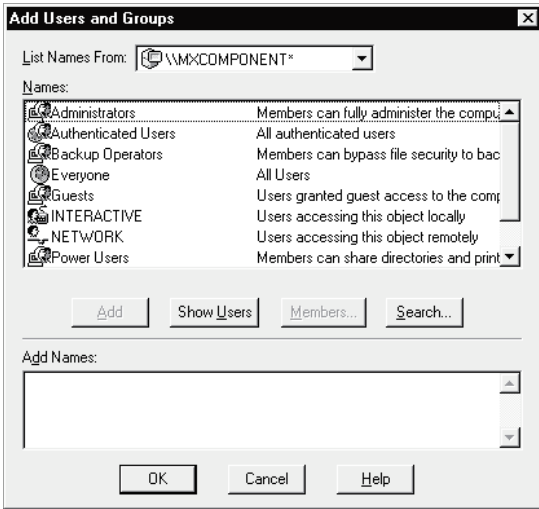 Add Users and Groups
List Names From: \\MXCOMPONENT*
Names:
Administrators Members can fully administer the compu
Authenticated Users All authenticated users
Backup Operators Members can bypass file security to bac
Everyone All Users
Guests Users granted guest access to the comp
INTERACTIVE Users accessing this object locally
NETWORK Users accessing this object remotely
Power Users Members can share directories and print
Add Show Users Members... Search...
Add Names:
OK Cancel Help